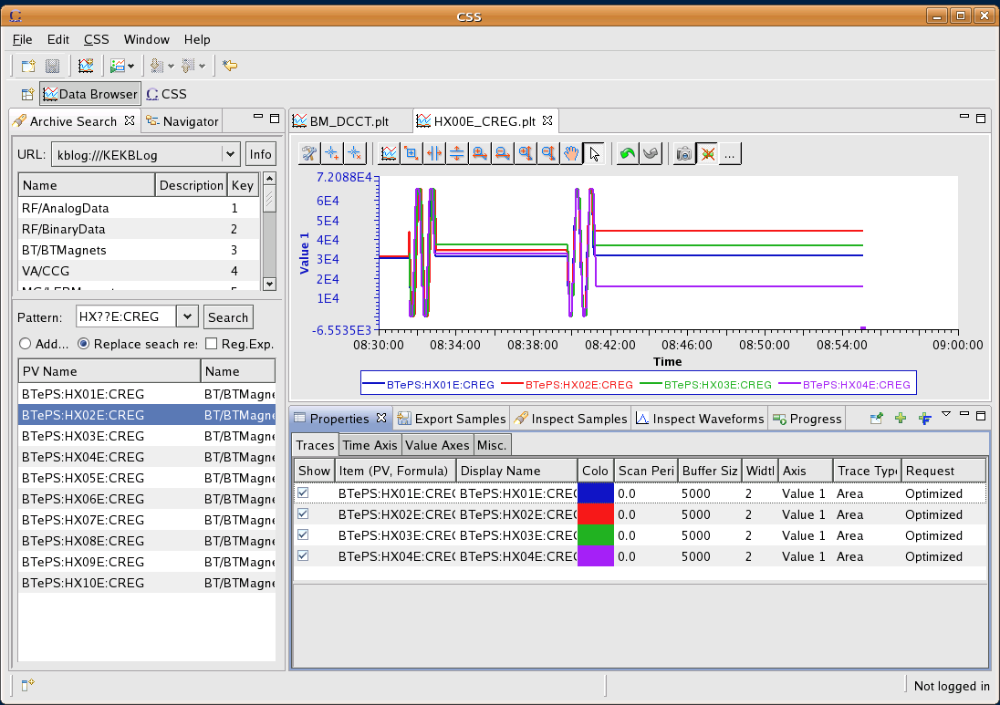 CSS
File Edit CSS Window Help
Data Browser CSS
Archive Search Navigator
URL: kblog:///KEKBLog Info
Name Description Key
RF/AnalogData 1
RF/BinaryData 2
BT/BTMagnets 3
VA/CCG 4
Pattern: HX??E:CREG Search
Add... Replace seach re: Reg.Exp.
PV Name Name
BTePS:HX01E:CREG BT/BTMagne
BTePS:HX02E:CREG BT/BTMagne
BTePS:HX03E:CREG BT/BTMagne
BTePS:HX04E:CREG BT/BTMagne
BTePS:HX05E:CREG BT/BTMagne
BTePS:HX06E:CREG BT/BTMagne
BTePS:HX07E:CREG BT/BTMagne
BTePS:HX08E:CREG BT/BTMagne
BTePS:HX09E:CREG BT/BTMagne
BTePS:HX10E:CREG BT/BTMagne
BM_DCCT.plt HX00E_CREG.plt
...
7.2088E4
6E4
5E4
4E4
3E4
2E4
1E4
-6.5535E3
Value 1
08:30:00 08:34:00 08:38:00 08:42:00 08:46:00 08:50:00 08:54:00 09:00:00
Time
BTePS:HX01E:CREG BTePS:HX02E:CREG BTePS:HX03E:CREG BTePS:HX04E:CREG
Properties Export Samples Inspect Samples Inspect Waveforms Progress
Traces Time Axis Value Axes Misc.
Show Item (PV, Formula) Display Name Colo Scan Peri Buffer Siz Widtl Axis Trace Type Request
BTePS:HX01E:CREG BTePS:HX01E:CREG 0.0 5000 2 Value 1 Area Optimized
BTePS:HX02E:CREG BTePS:HX02E:CREG 0.0 5000 2 Value 1 Area Optimized
BTePS:HX03E:CREG BTePS:HX03E:CREG 0.0 5000 2 Value 1 Area Optimized
BTePS:HX04E:CREG BTePS:HX04E:CREG 0.0 5000 2 Value 1 Area Optimized
Not logged in